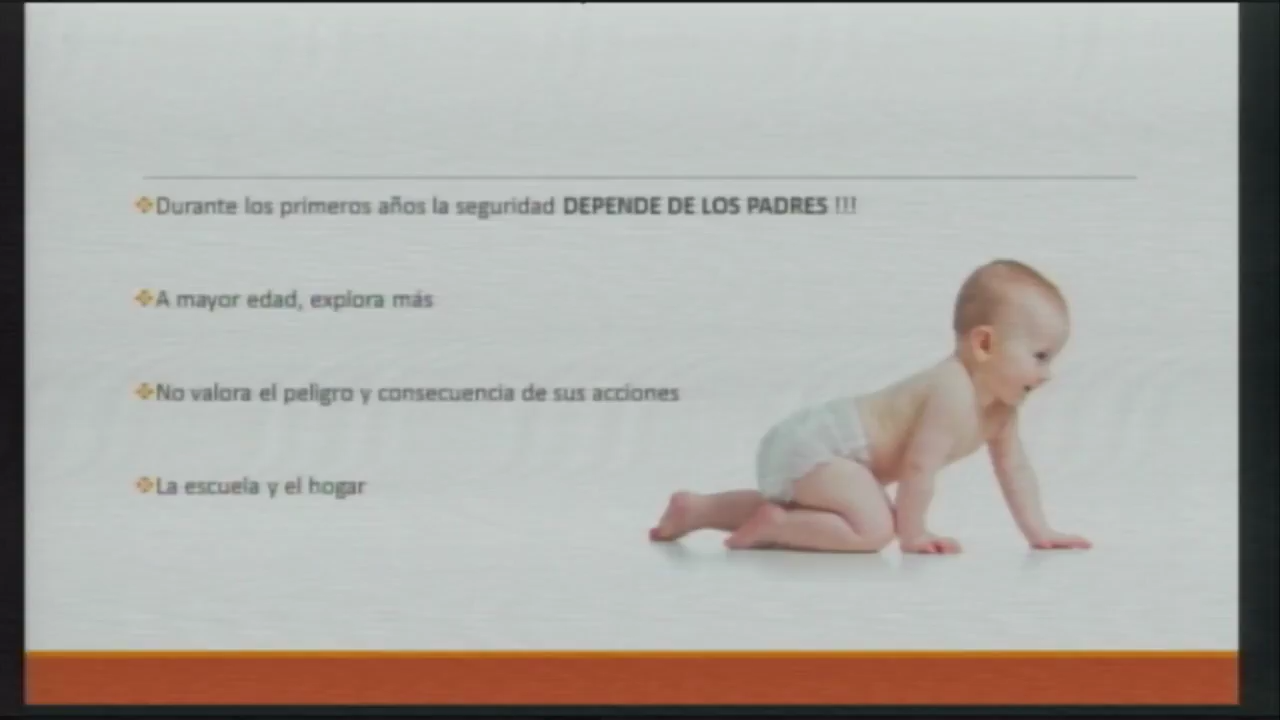 Durante los primeros años la seguridad DEPENDE DE LOS PADRES !!!
A mayor edad, explora más
No valora el peligro y consecuencia de sus acciones
La escuela y el hogar